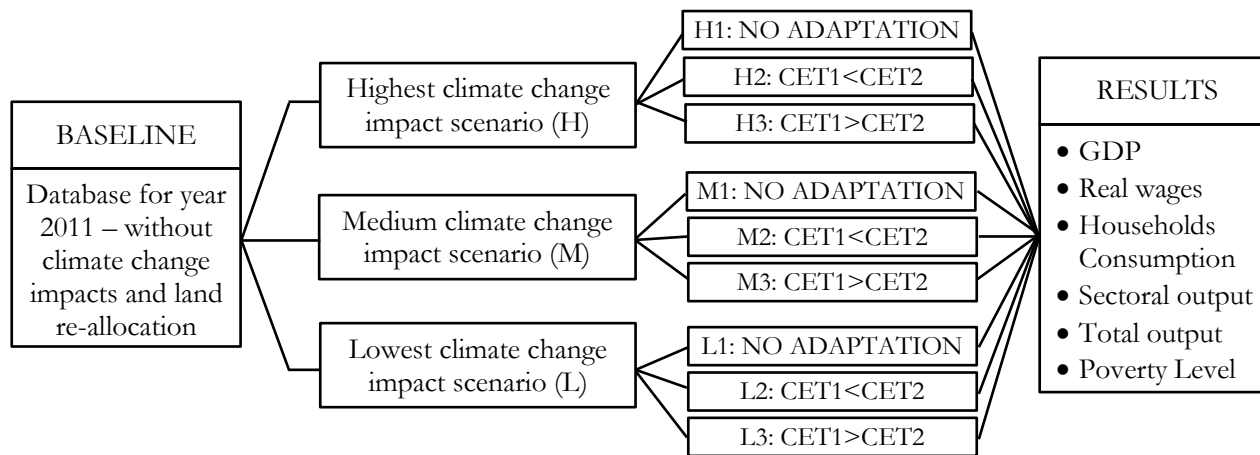 BASELINE
Database for year
2011 – without
climate change
impacts and land
re-allocation
Highest climate change
impact scenario (H)
Medium climate change
impact scenario (M)
Lowest climate change
impact scenario (L)
H1: NO ADAPTATION
H2: CET1<CET2
H3: CET1>CET2
M1: NO ADAPTATION
M2: CET1<CET2
M3: CET1>CET2
L1: NO ADAPTATION
L2: CET1<CET2
L3: CET1>CET2
RESULTS
• GDP
• Real wages
• Households
Consumption
• Sectoral output
• Total output
• Poverty Level